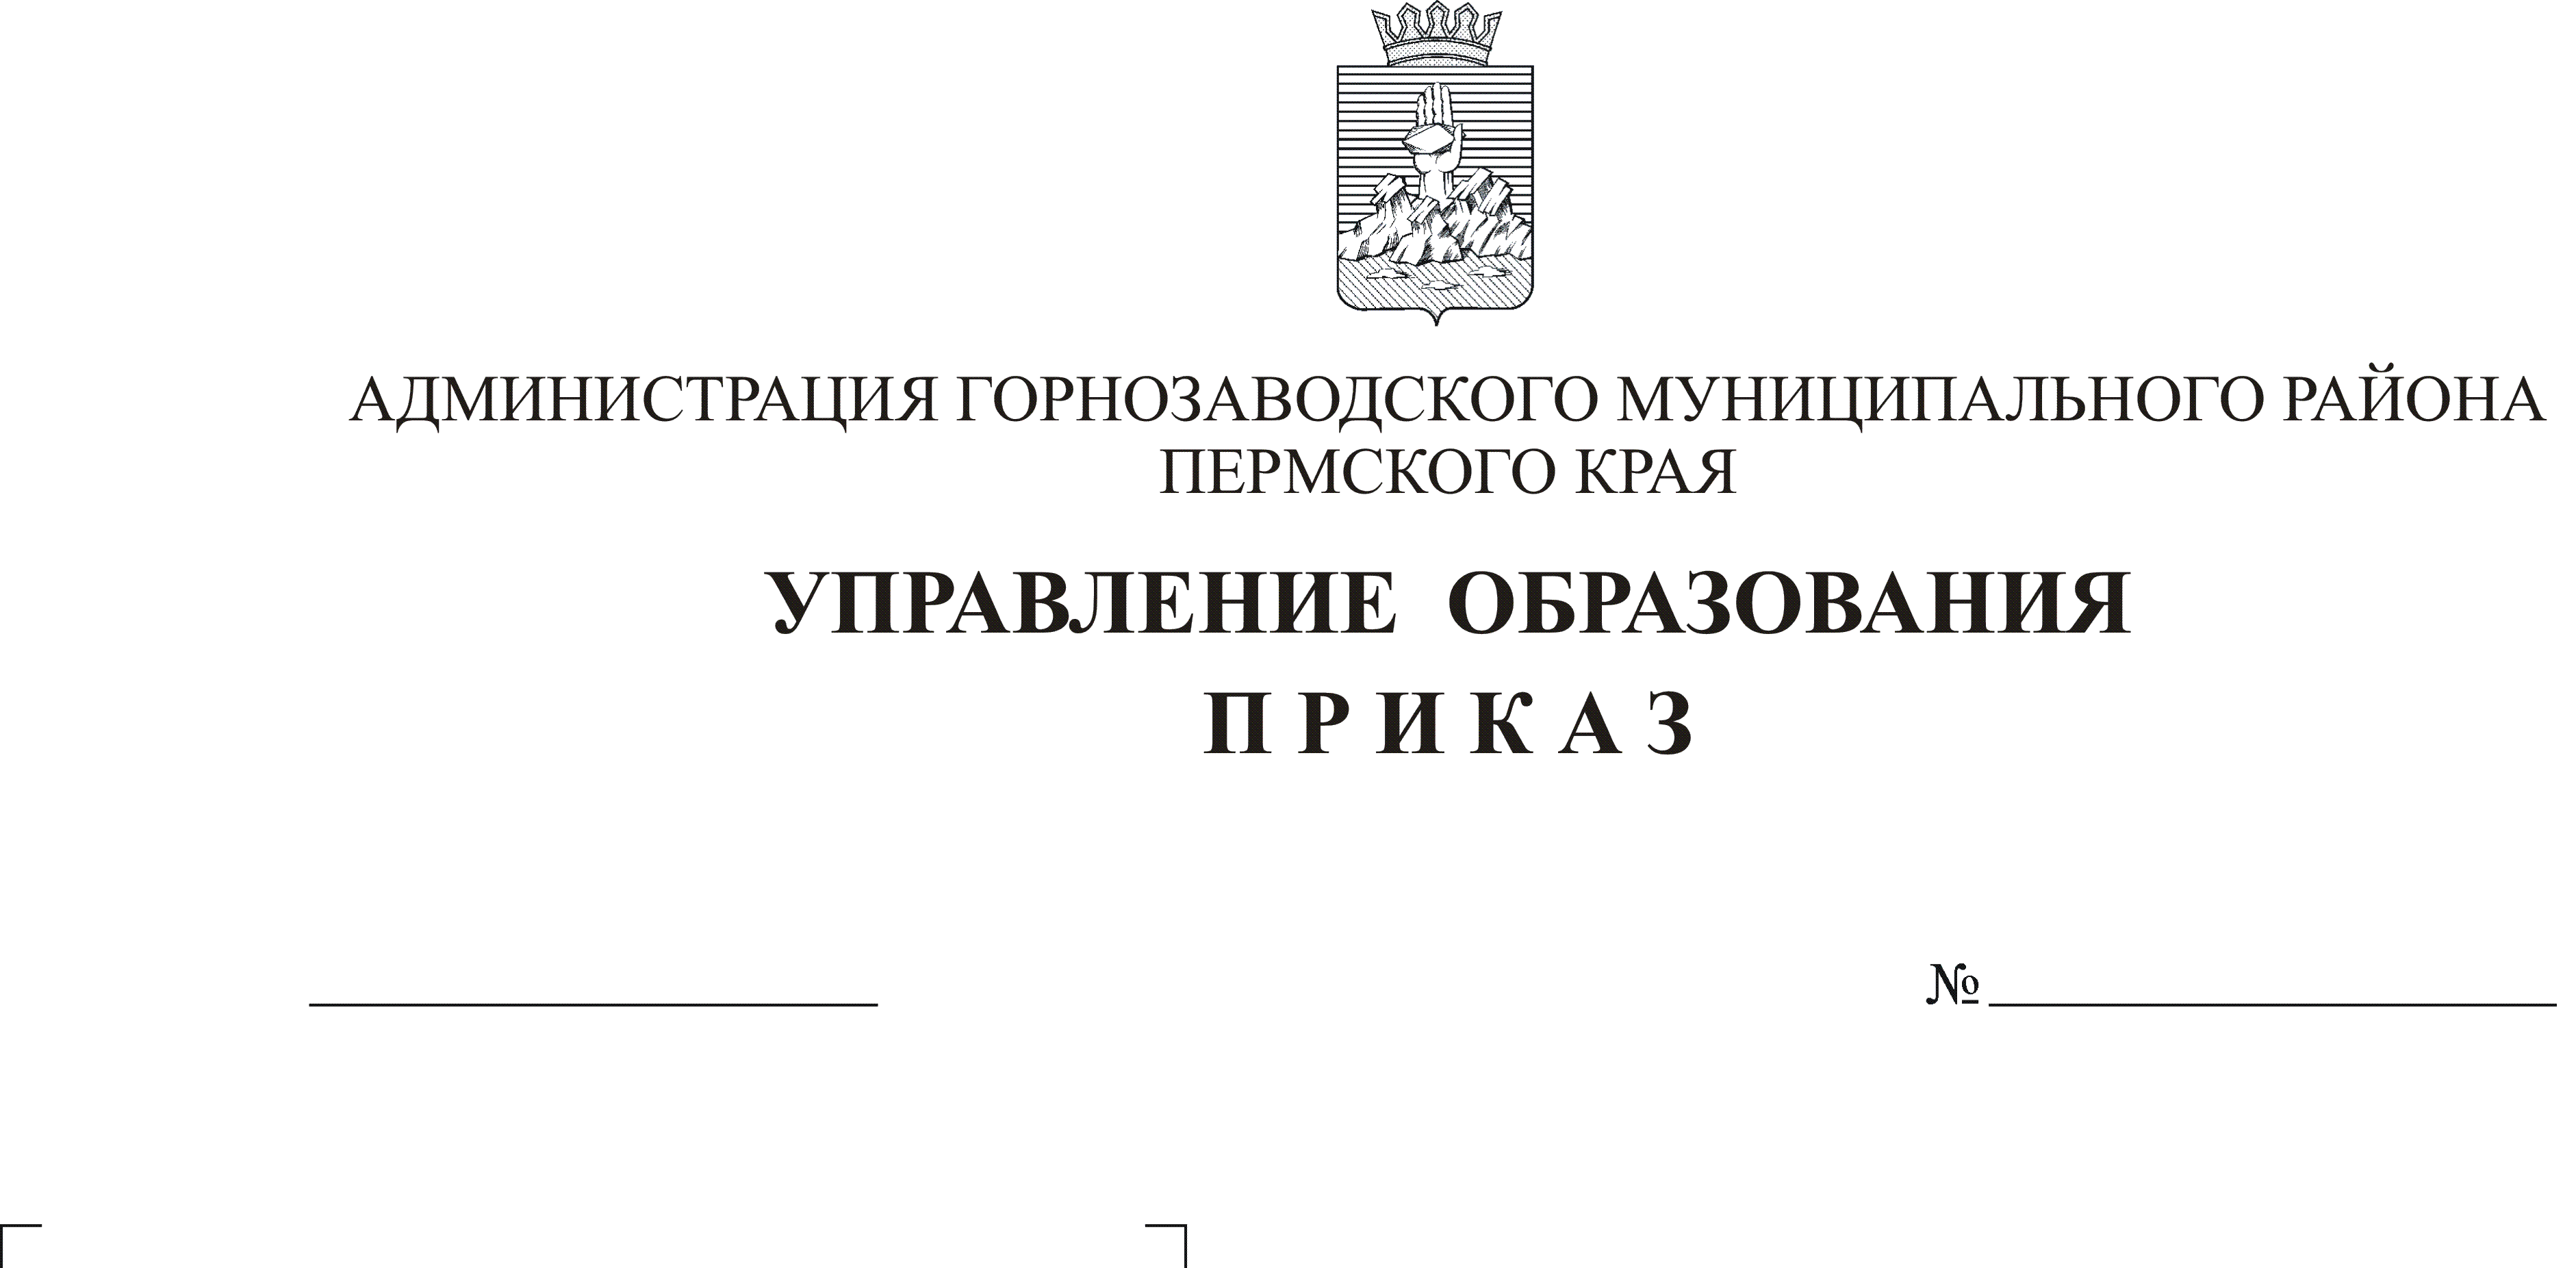 АДМИНИСТРАЦИЯ ГОРНОЗАВОДСКОГО МУНИЦИПАЛЬНОГО РАЙОНА
ПЕРМСКОГО КРАЯ
УПРАВЛЕНИЕ ОБРАЗОВАНИЯ
П Р И К А З
№